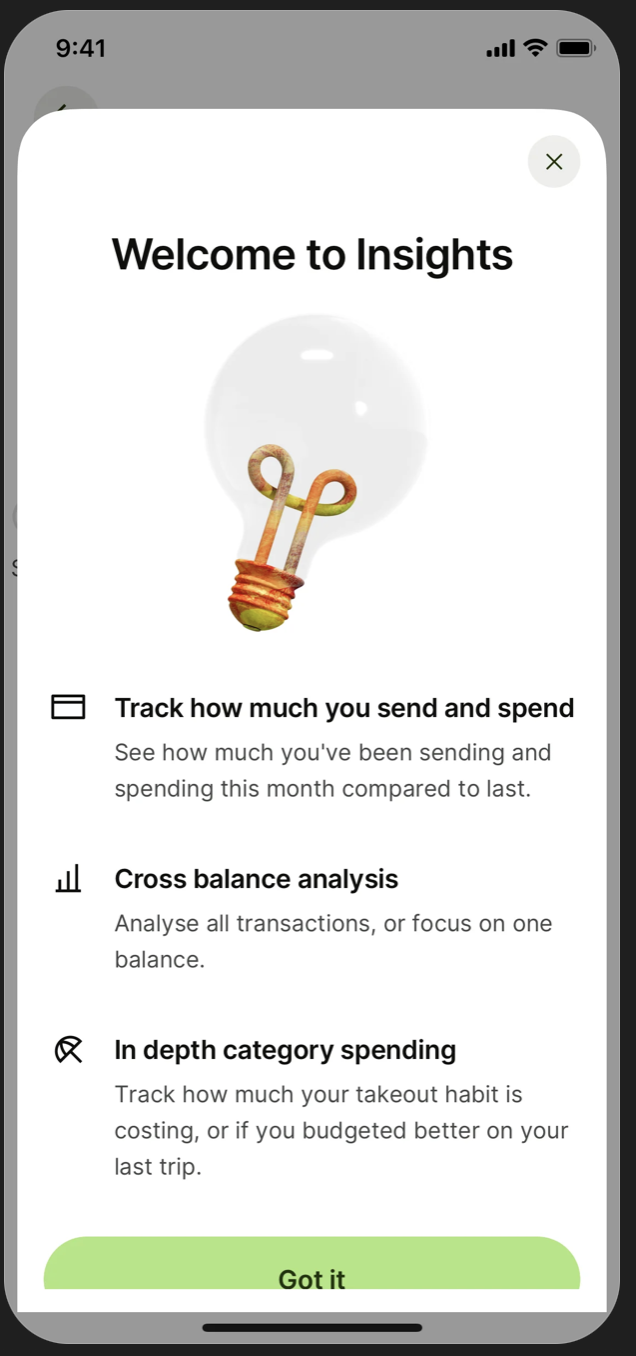 9:41
Welcome to Insights
Track how much you send and spend
See how much you've been sending and
spending this month compared to last.
Cross balance analysis
Analyse all transactions, or focus on one
balance.
In depth category spending
Track how much your takeout habit is
costing, or if you budgeted better on your
last trip.
Got it